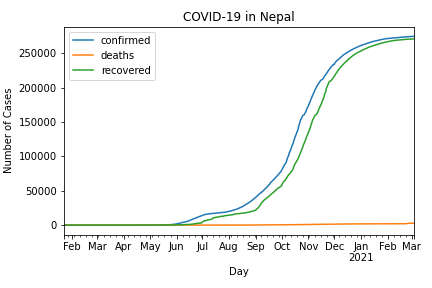 COVID-19 in Nepal
confirmed
deaths
recovered
Number of Cases
250000
200000
150000
100000
50000
0
Feb Mar Apr May Jun Jul Aug Sep Oct Nov Dec Jan Feb Mar
2021
Day